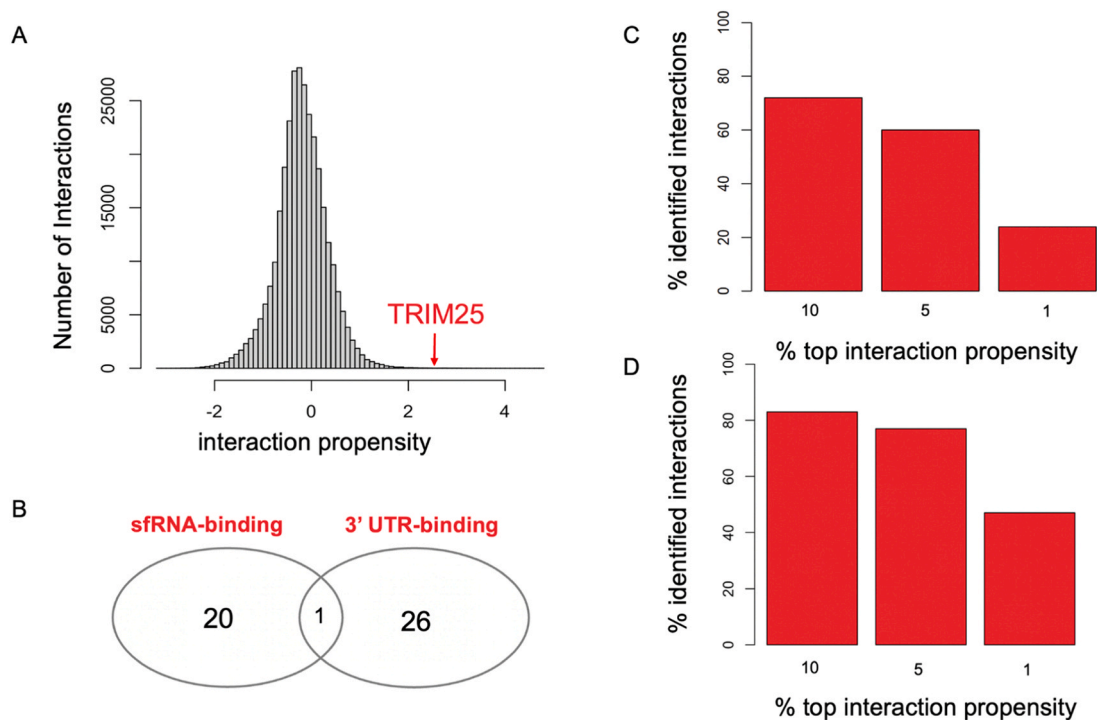 A
Number of Interactions
25000
15000
5000
0
TRIM25
-2 0 2 4
interaction propensity
B
sfRNA-binding 3’ UTR-binding
20 1 26
C
% identified interactions
100
80
60
40
20
0
10 5 1
% top interaction propensity
D
% identified interactions
100
80
60
40
20
0
10 5 1
% top interaction propensity